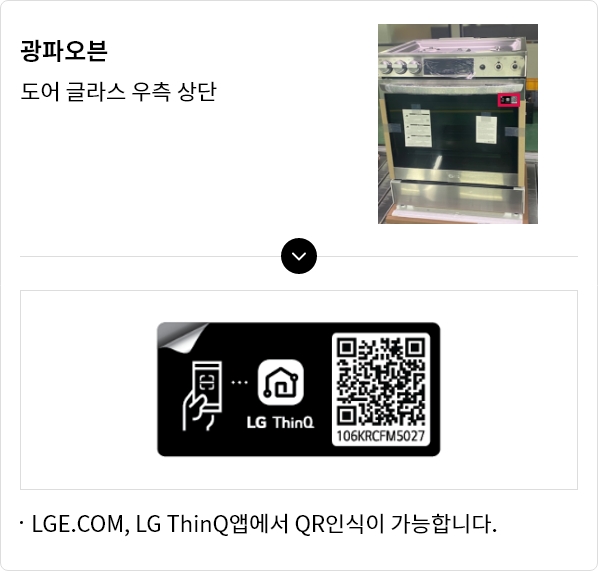 광파오븐
도어 글라스 우측 상단
LG ThinQ
106KRCFM5027
· LGE.COM, LG ThinQ앱에서 QR인식이 가능합니다.